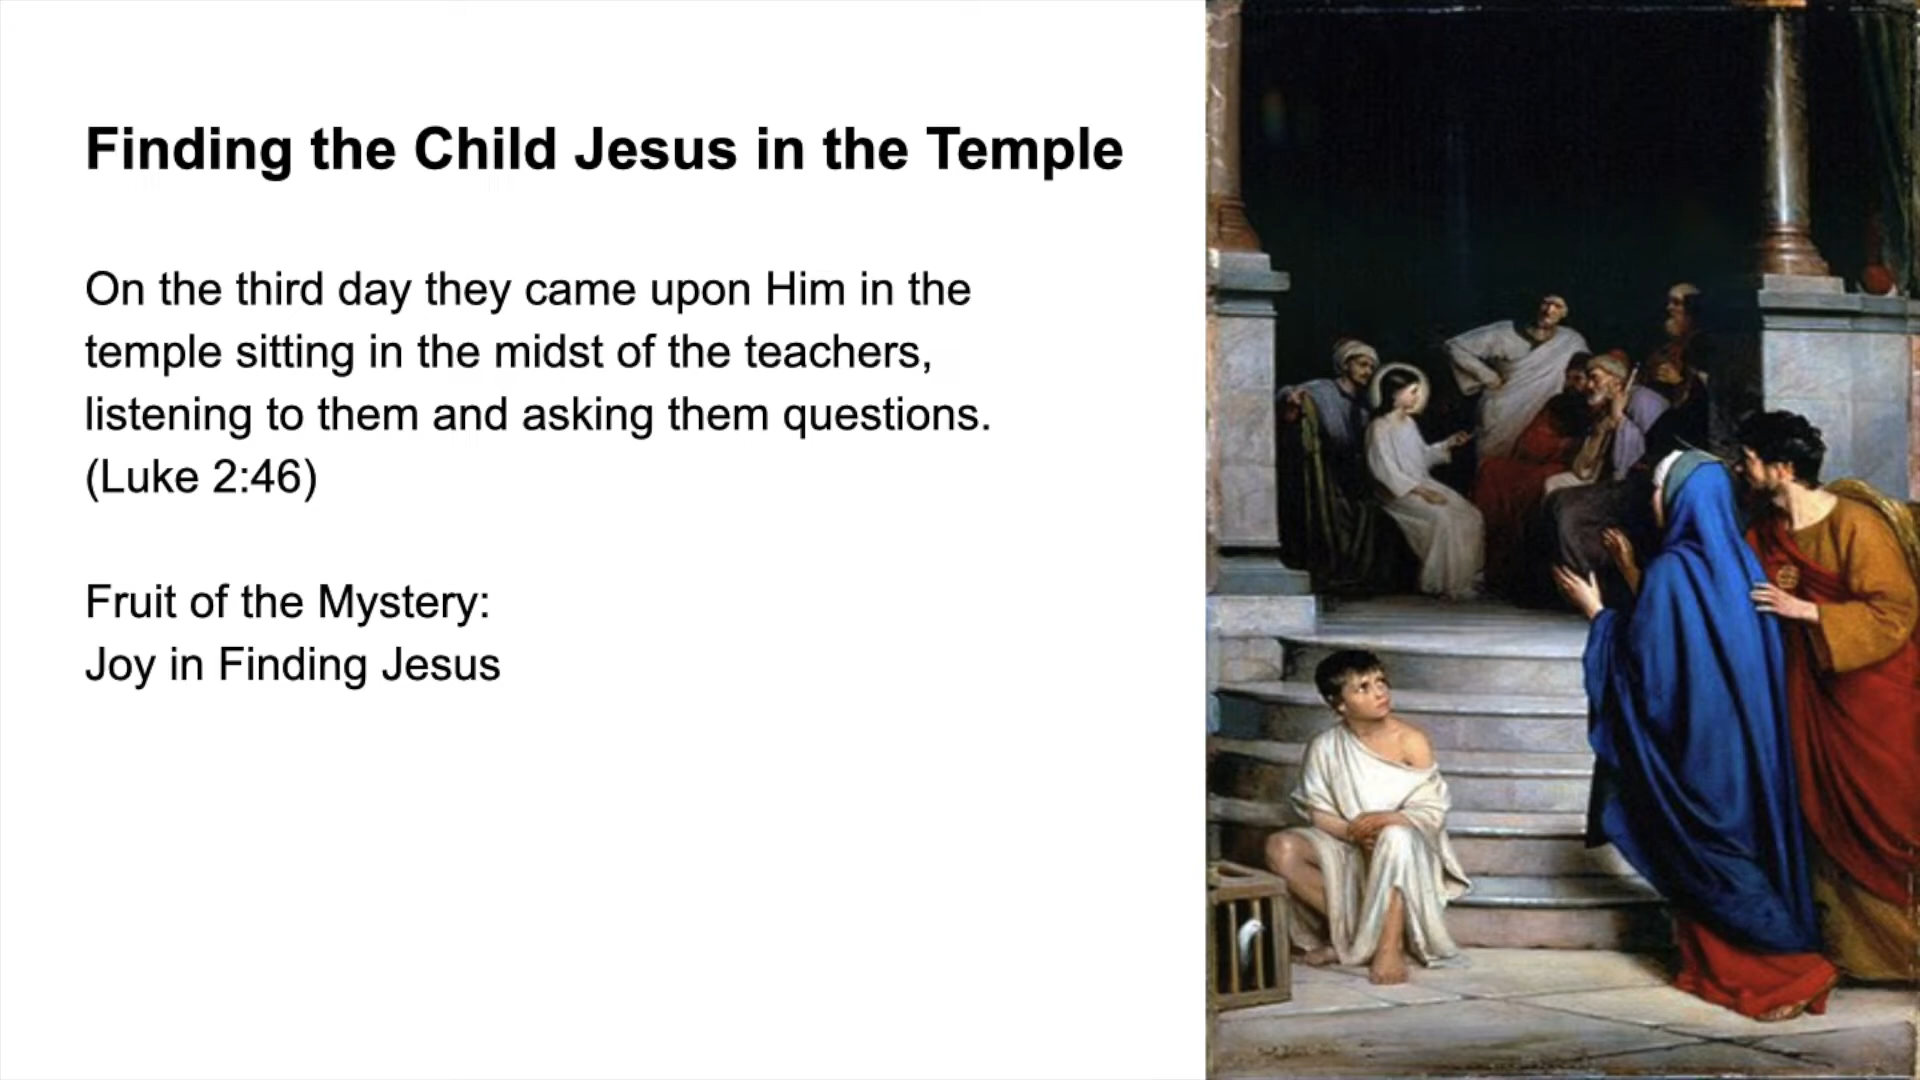 Finding the Child Jesus in the Temple
On the third day they came upon Him in the
temple sitting in the midst of the teachers,
listening to them and asking them questions.
(Luke 2:46)
Fruit of the Mystery:
Joy in Finding Jesus